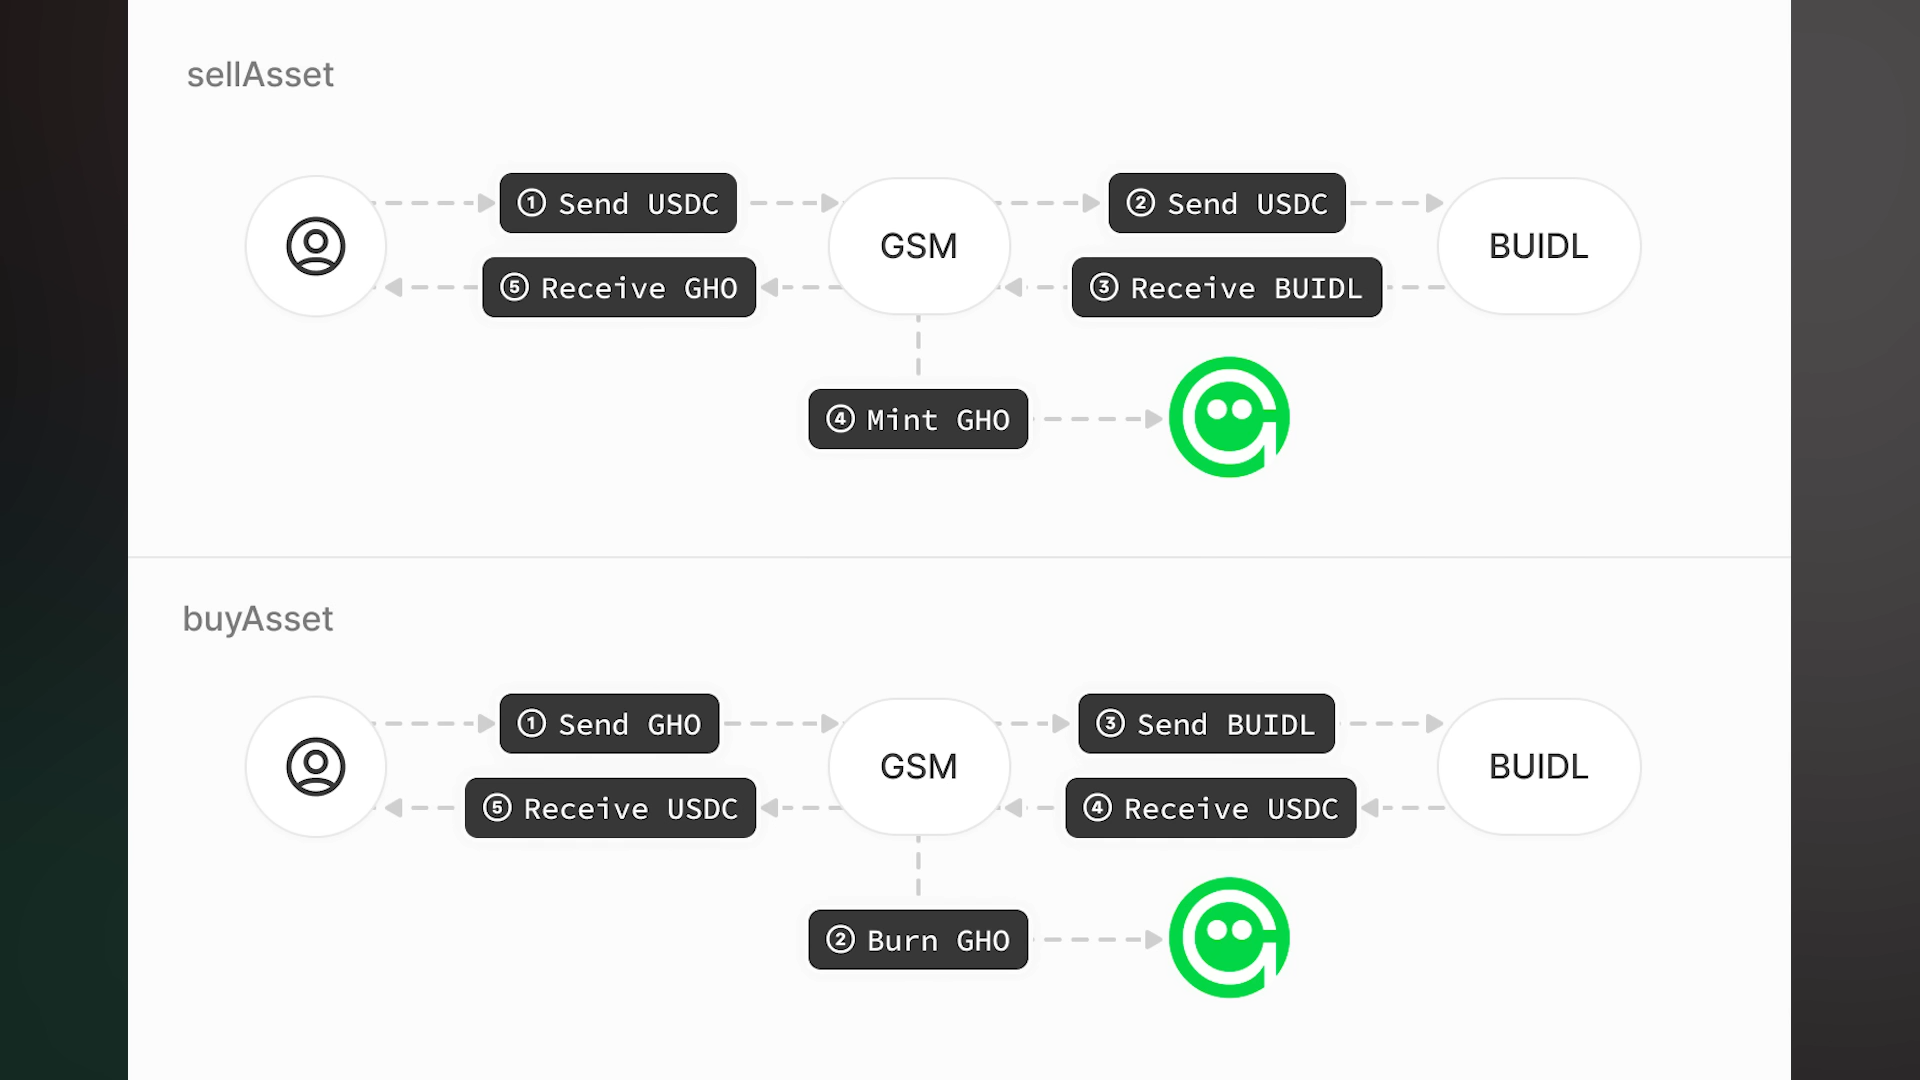 sellAsset
① Send USDC
② Send USDC
GSM
BUIDL
⑤ Receive GHO
③ Receive BUIDL
④ Mint GHO
buyAsset
① Send GHO
③ Send BUIDL
GSM
BUIDL
⑤ Receive USDC
④ Receive USDC
② Burn GHO